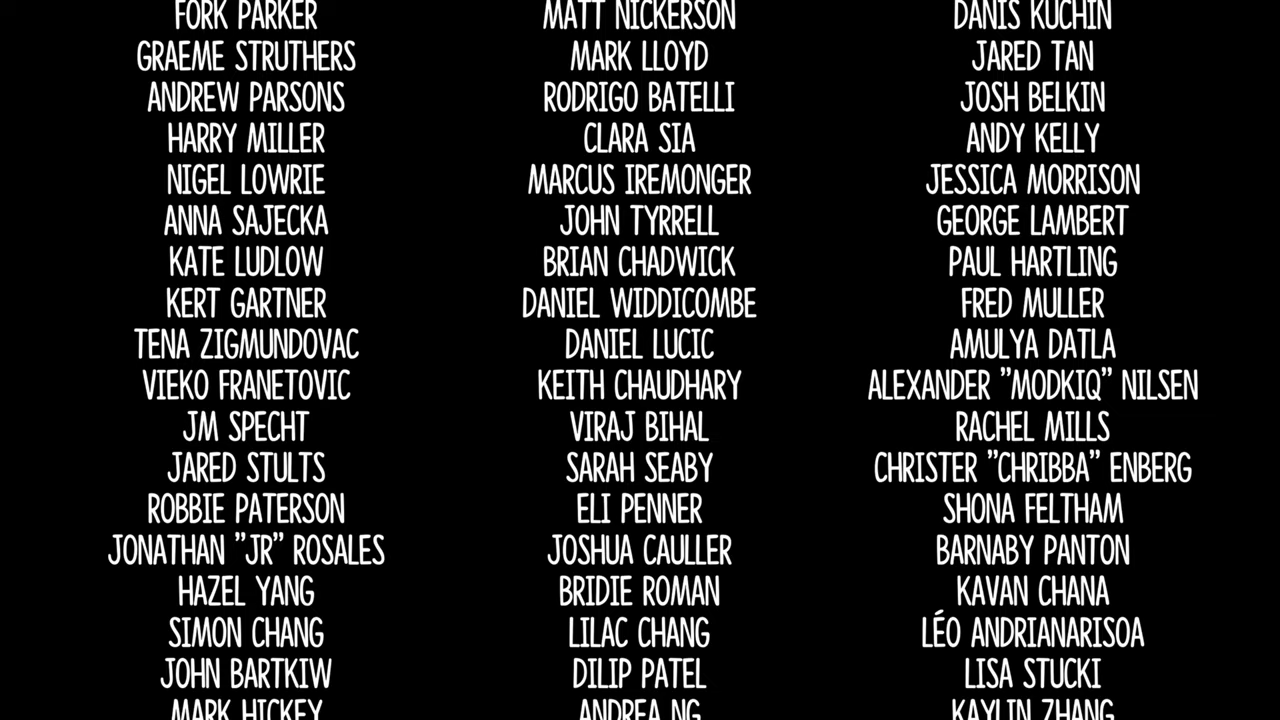 FORK PARKER
GRAEME STRUTHERS
ANDREW PARSONS
HARRY MILLER
NIGEL LOWRIE
ANNA SAJECKA
KATE LUDLOW
KERT GARTNER
TENA ZIGMUNDOVAC
VIEKO FRANETOVIC
JM SPECHT
JARED STULTS
ROBBIE PATERSON
JONATHAN "JR" ROSALES
HAZEL YANG
SIMON CHANG
JOHN BARTKIW
MARK HICKEY
MATT NICKERSON
MARK LLOYD
RODRIGO BATELLI
CLARA SIA
MARCUS IREMONGER
JOHN TYRRELL
BRIAN CHADWICK
DANIEL WIDDICOMBE
DANIEL LUCIC
KEITH CHAUDHARY
VIRAJ BIHAL
SARAH SEABY
ELI PENNER
JOSHUA CAULLER
BRIDIE ROMAN
LILAC CHANG
DILIP PATEL
ANDREA NG
DANIS KUCHIN
JARED TAN
JOSH BELKIN
ANDY KELLY
JESSICA MORRISON
GEORGE LAMBERT
PAUL HARTLING
FRED MULLER
AMULYA DATLA
ALEXANDER "MODKIQ" NILSEN
RACHEL MILLS
CHRISTER "CHRIBBA" ENBERG
SHONA FELTHAM
BARNABY PANTON
KAVAN CHANA
LÉO ANDRIANARISOA
LISA STUCKI
KAYLIN ZHANG